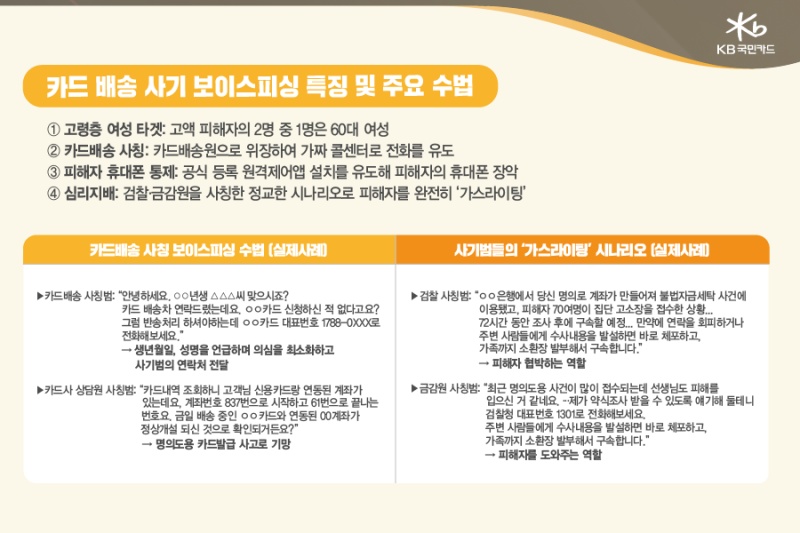 KB 국민카드
카드 배송 사기 보이스피싱 특징 및 주요 수법
① 고령층 여성 타겟: 고액 피해자의 2명 중 1명은 60대 여성
② 카드배송 사칭: 카드배송원으로 위장하여 가짜 콜센터로 전화를 유도
③ 피해자 휴대폰 통제: 공식 등록 원격제어앱 설치를 유도해 피해자의 휴대폰 장악
④ 심리지배: 검찰·금감원을 사칭한 정교한 시나리오로 피해자를 완전히 ‘가스라이팅’
카드배송 사칭 보이스피싱 수법 (실제사례)
▶카드배송 사칭범: “안녕하세요. ○○년생 △△△씨 맞으시죠?
카드 배송차 연락드렸는데요. ㅇㅇ카드 신청하신 적 없다고요?
그럼 반송처리 하셔야하는데 ㅇㅇ카드 대표번호 1788-0XXX로
전화해보세요.”
→ 생년월일, 성명을 언급하며 의심을 최소화하고
사기범의 연락처 전달
▶카드사 상담원 사칭범: “카드내역 조회하니 고객님 신용카드랑 연동된 계좌가
있는데요. 계좌번호 837번으로 시작하고 61번으로 끝나는
번호요. 금일 배송 중인 ㅇㅇ카드와 연동된 00계좌가
정상개설 되신 것으로 확인되거든요?”
→ 명의도용 카드발급 사고로 기망
사기범들의 ‘가스라이팅’ 시나리오 (실제사례)
▶검찰 사칭범: “ㅇㅇ은행에서 당신 명의로 계좌가 만들어져 불법자금세탁 사건에
이용됐고, 피해자 70여명이 집단 고소장을 접수한 상황...
72시간 동안 조사 후에 구속할 예정... 만약에 연락을 회피하거나
주변 사람들에게 수사내용을 발설하면 바로 체포하고,
가족까지 소환장 발부해서 구속합니다.”
→ 피해자 협박하는 역할
▶금감원 사칭범: “최근 명의도용 사건이 많이 접수되는데 선생님도 피해를
입으신 거 같네요. …제가 약식조사 받을 수 있도록 얘기해 둘테니
검찰청 대표번호 1301로 전화해보세요.
주변 사람들에게 수사내용을 발설하면 바로 체포하고,
가족까지 소환장 발부해서 구속합니다.”
→ 피해자를 도와주는 역할